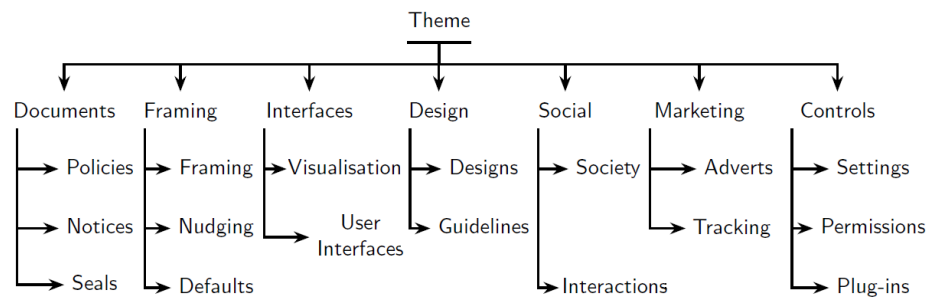 Theme
Documents Framing Interfaces Design Social Marketing Controls
Policies Framing Visualisation Designs Society Adverts Settings
Notices Nudging User Interfaces Guidelines Tracking Permissions
Seals Defaults Interactions Plug-ins